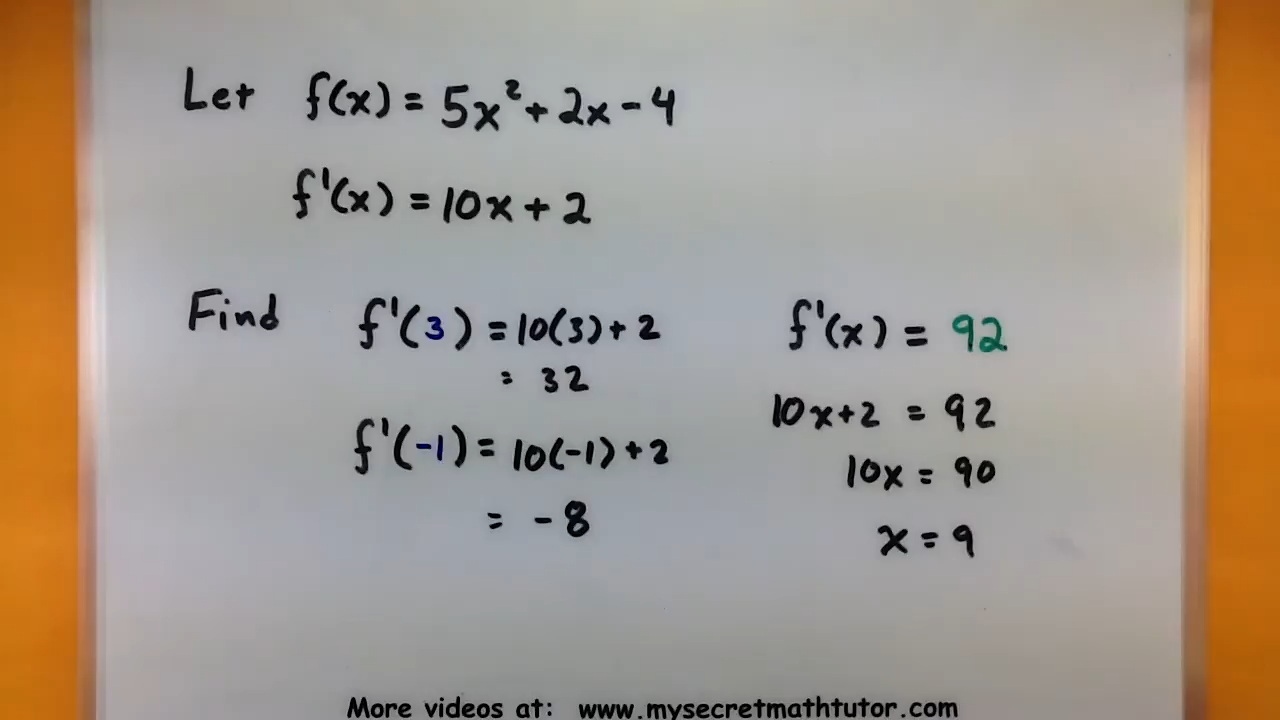 Let f(x) = 5x² + 2x - 4
f'(x) = 10x + 2
Find f'(3) = 10(3) + 2
= 32
f'(-1) = 10(-1) + 2
= -8
f'(x) = 92
10x + 2 = 92
10x = 90
x = 9
More videos at: www.mysecretmathtutor.com